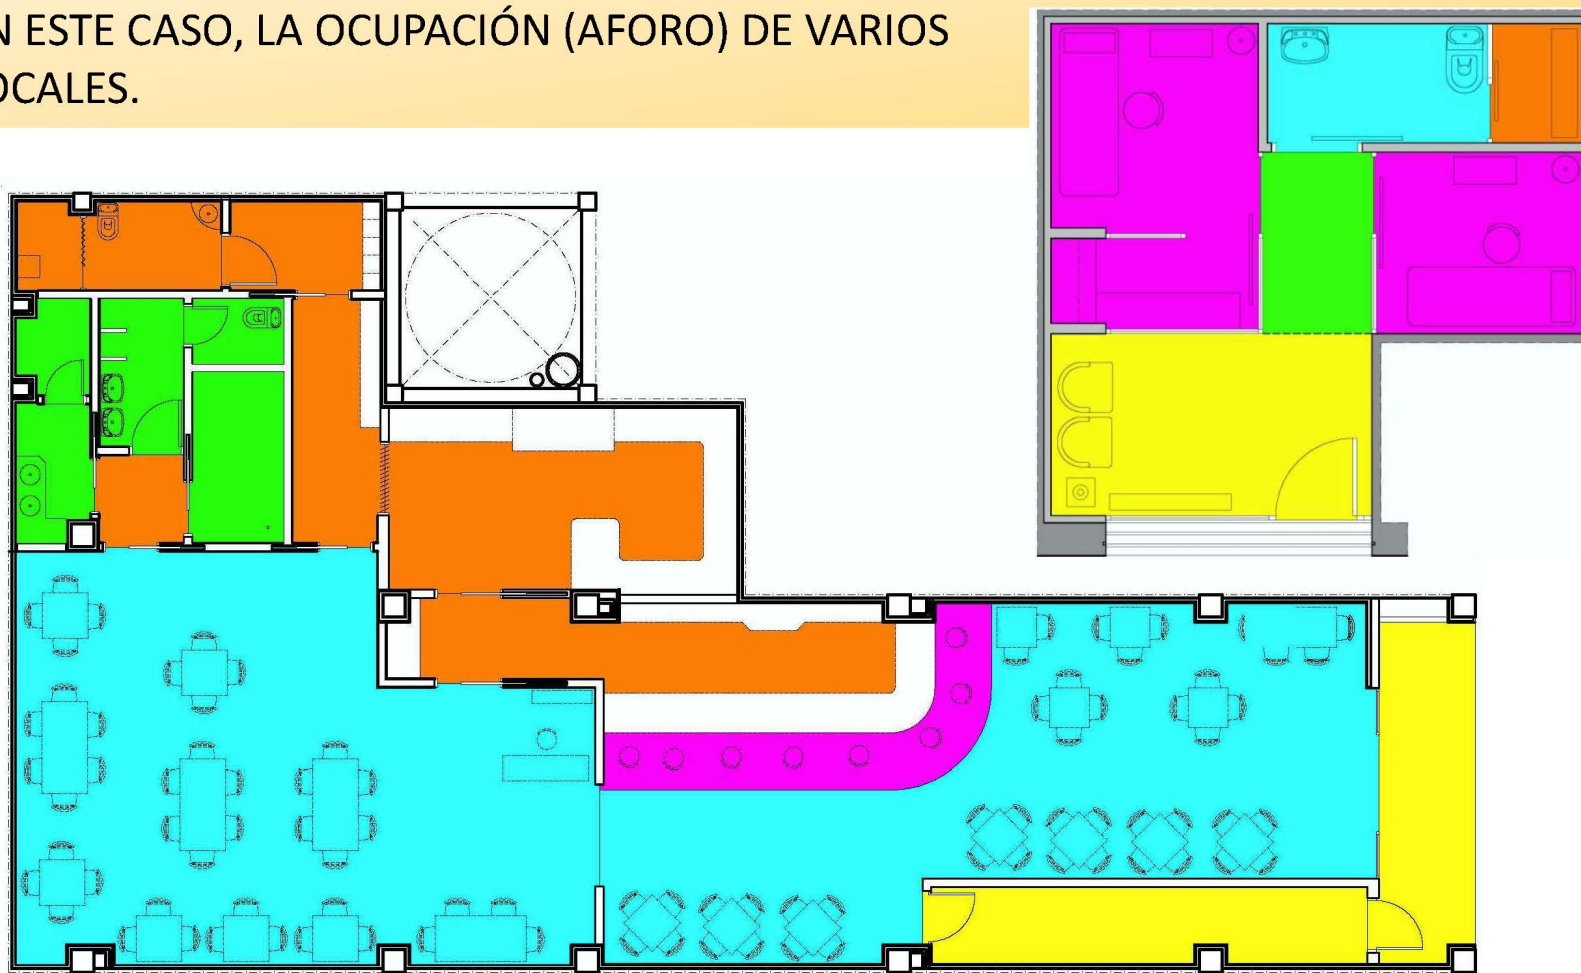 N ESTE CASO, LA OCUPACIÓN (AFORO) DE VARIOS
OCALES.